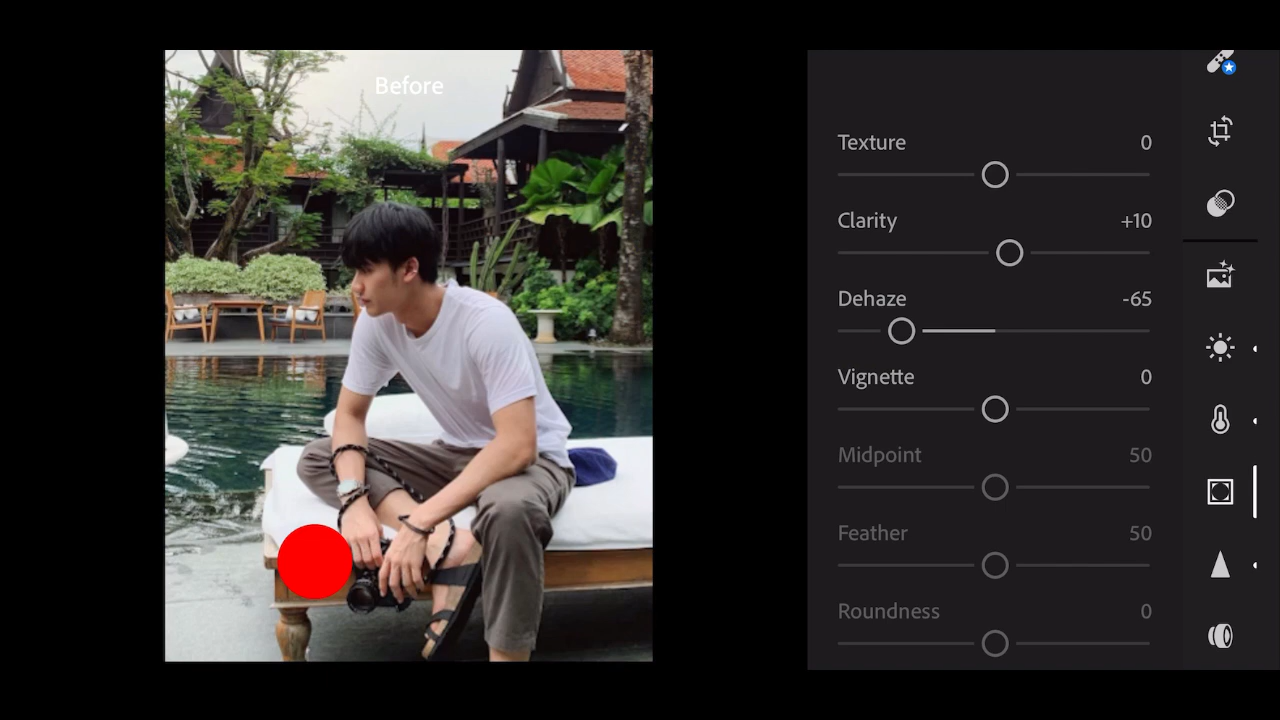 Before
Texture 0
Clarity +10
Dehaze -65
Vignette 0
Midpoint 50
Feather 50
Roundness 0